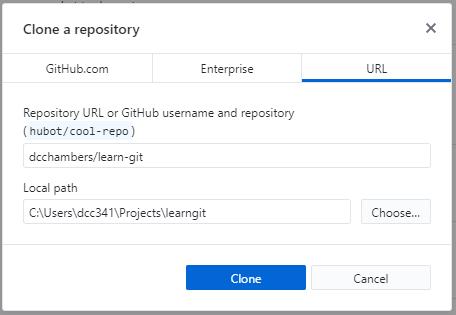 Clone a repository
GitHub.com Enterprise URL
Repository URL or GitHub username and repository
(hubot/cool-repo)
dcchambers/learn-git
Local path
C:\Users\dcc341\Projects\learngit Choose...
Clone Cancel